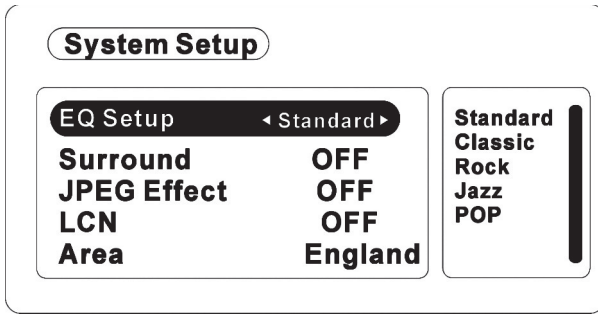 System Setup
EQ Setup ◂ Standard ▸
Surround OFF
JPEG Effect OFF
LCN OFF
Area England
Standard
Classic
Rock
Jazz
POP